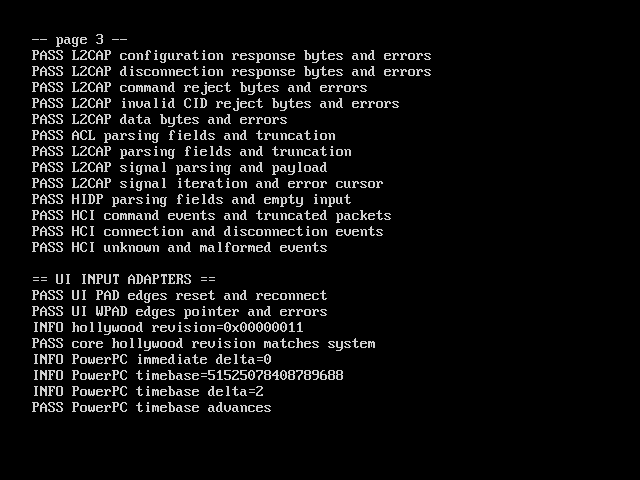 -- page 3 --
PASS L2CAP configuration response bytes and errors
PASS L2CAP disconnection response bytes and errors
PASS L2CAP command reject bytes and errors
PASS L2CAP invalid CID reject bytes and errors
PASS L2CAP data bytes and errors
PASS ACL parsing fields and truncation
PASS L2CAP parsing fields and truncation
PASS L2CAP signal parsing and payload
PASS L2CAP signal iteration and error cursor
PASS HIDP parsing fields and empty input
PASS HCI command events and truncated packets
PASS HCI connection and disconnection events
PASS HCI unknown and malformed events
== UI INPUT ADAPTERS ==
PASS UI PAD edges reset and reconnect
PASS UI WPAD edges pointer and errors
INFO hollywood revision=0x00000011
PASS core hollywood revision matches system
INFO PowerPC immediate delta=0
INFO PowerPC timebase=51525078408789688
INFO PowerPC timebase delta=2
PASS PowerPC timebase advances